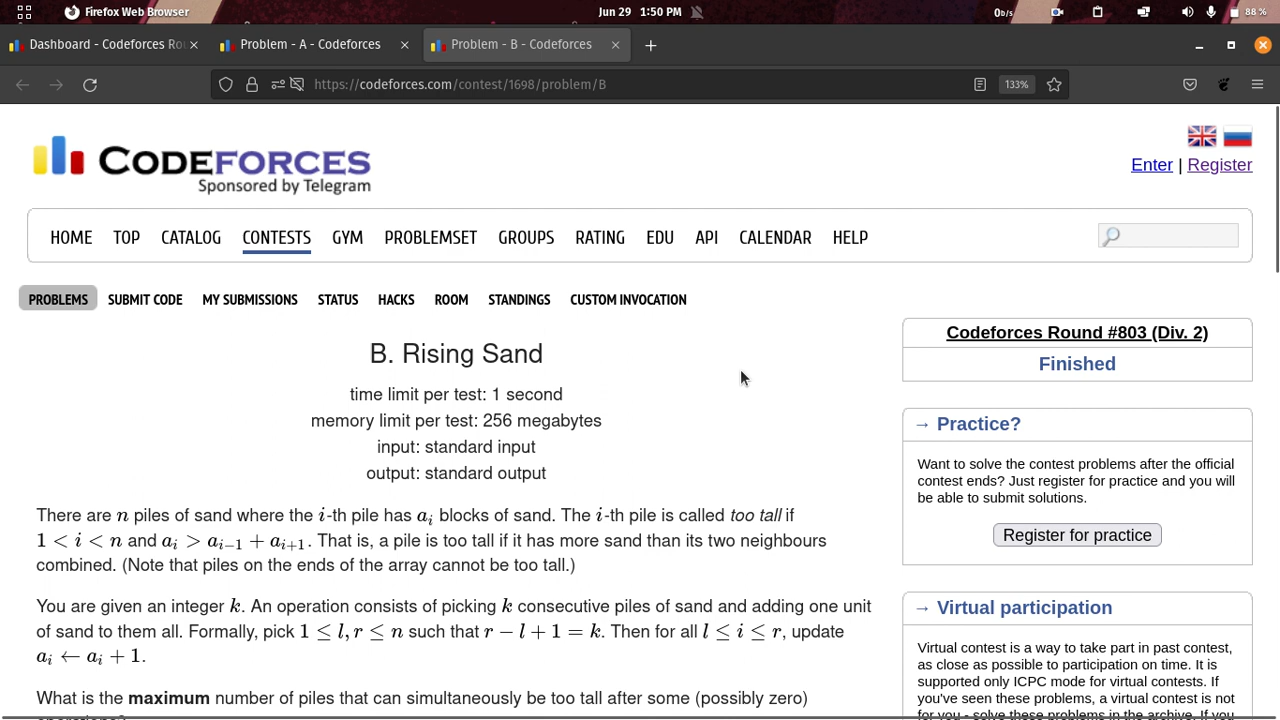 Firefox Web Browser
Jun 29 1:50 PM
0b/s
88 %
Dashboard - Codeforces Rou
Problem - A - Codeforces
Problem - B - Codeforces
https://codeforces.com/contest/1698/problem/B
133%
CODEFORCES
Sponsored by Telegram
Enter | Register
HOME TOP CATALOG CONTESTS GYM PROBLEMSET GROUPS RATING EDU API CALENDAR HELP
PROBLEMS SUBMIT CODE MY SUBMISSIONS STATUS HACKS ROOM STANDINGS CUSTOM INVOCATION
B. Rising Sand
time limit per test: 1 second
memory limit per test: 256 megabytes
input: standard input
output: standard output
There are n piles of sand where the i-th pile has aᵢ blocks of sand. The i-th pile is called too tall if
1 < i < n and aᵢ > aᵢ₋₁ + aᵢ₊₁. That is, a pile is too tall if it has more sand than its two neighbours
combined. (Note that piles on the ends of the array cannot be too tall.)
You are given an integer k. An operation consists of picking k consecutive piles of sand and adding one unit
of sand to them all. Formally, pick 1 ≤ l, r ≤ n such that r − l + 1 = k. Then for all l ≤ i ≤ r, update
aᵢ ← aᵢ + 1.
What is the maximum number of piles that can simultaneously be too tall after some (possibly zero)
Codeforces Round #803 (Div. 2)
Finished
→ Practice?
Want to solve the contest problems after the official
contest ends? Just register for practice and you will
be able to submit solutions.
Register for practice
→ Virtual participation
Virtual contest is a way to take part in past contest,
as close as possible to participation on time. It is
supported only ICPC mode for virtual contests. If
you've seen these problems, a virtual contest is not
for you - solve these problems in the archive. If you